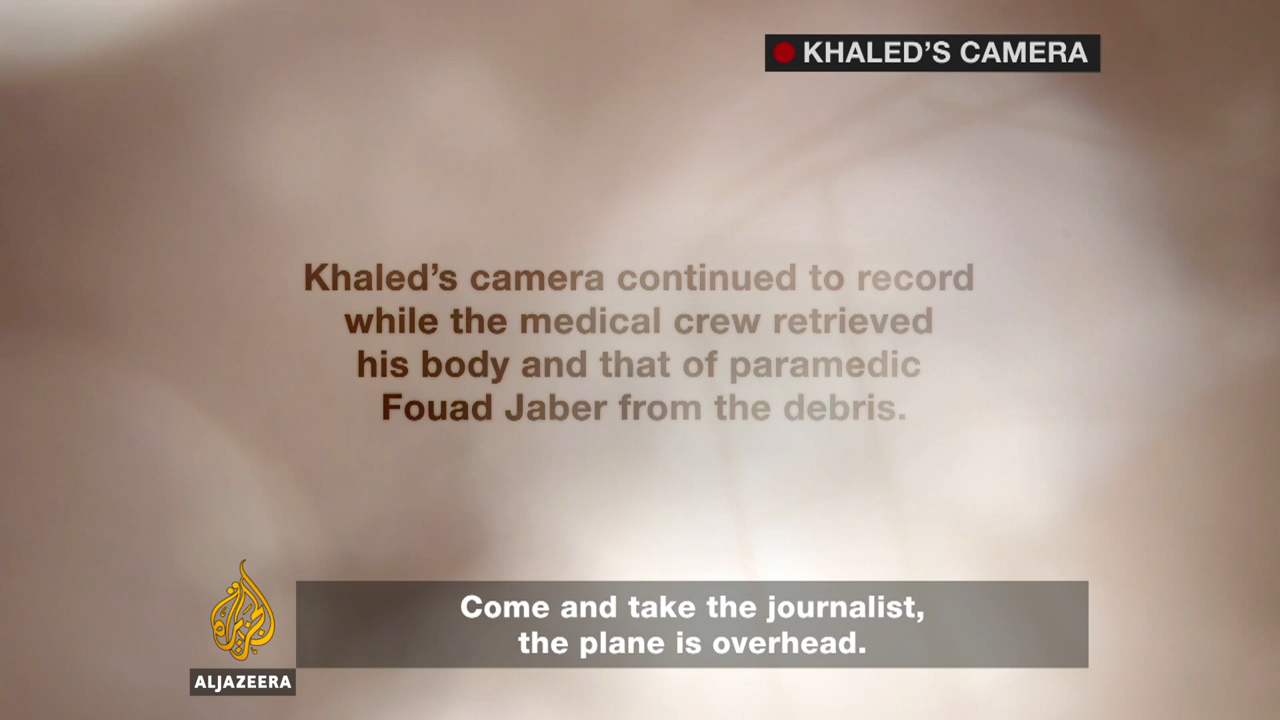 KHALED'S CAMERA
Khaled's camera continued to record
while the medical crew retrieved
his body and that of paramedic
Fouad Jaber from the debris.
Come and take the journalist,
the plane is overhead.
الجزيرة
ALJAZEERA